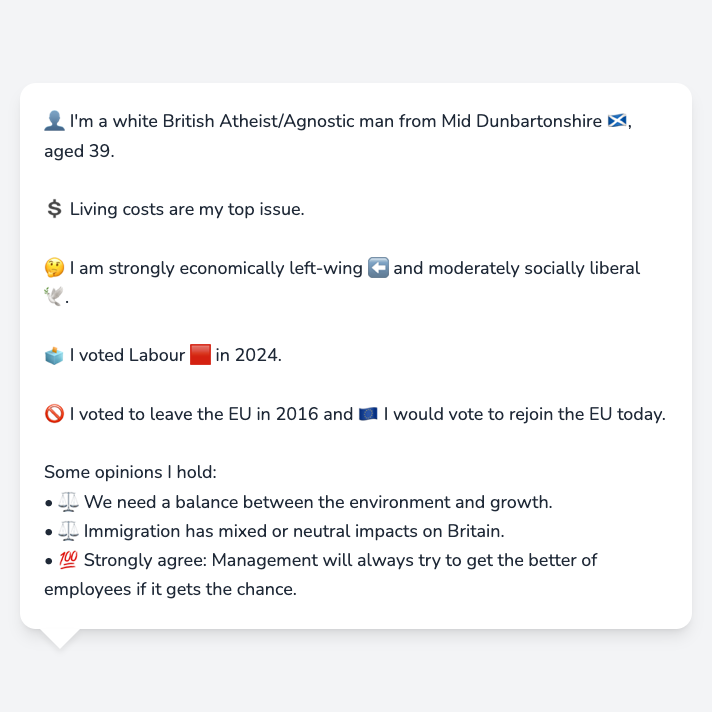 👤 I'm a white British Atheist/Agnostic man from Mid Dunbartonshire 🏴󠁧󠁢󠁳󠁣󠁴󠁿,
aged 39.
💲 Living costs are my top issue.
🤔 I am strongly economically left-wing ⬅️ and moderately socially liberal
🕊️.
🗳️ I voted Labour 🟥 in 2024.
🚫 I voted to leave the EU in 2016 and 🇪🇺 I would vote to rejoin the EU today.
Some opinions I hold:
• ⚖️ We need a balance between the environment and growth.
• ⚖️ Immigration has mixed or neutral impacts on Britain.
• 💯 Strongly agree: Management will always try to get the better of
employees if it gets the chance.